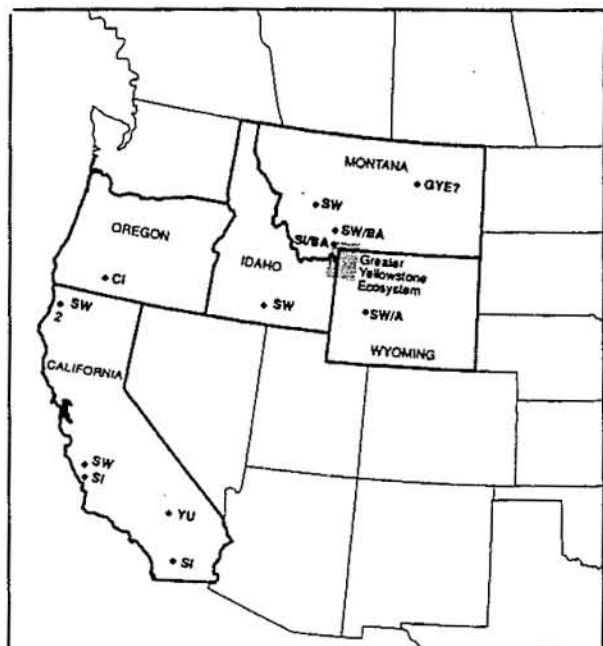 MONTANA
GYE?
SW
SW/BA
SI/BA
OREGON
IDAHO
Greater
Yellowstone
Ecosystem
CI
SW
SW
2
SW/A
WYOMING
CALIFORNIA
SW
SI
YU
SI